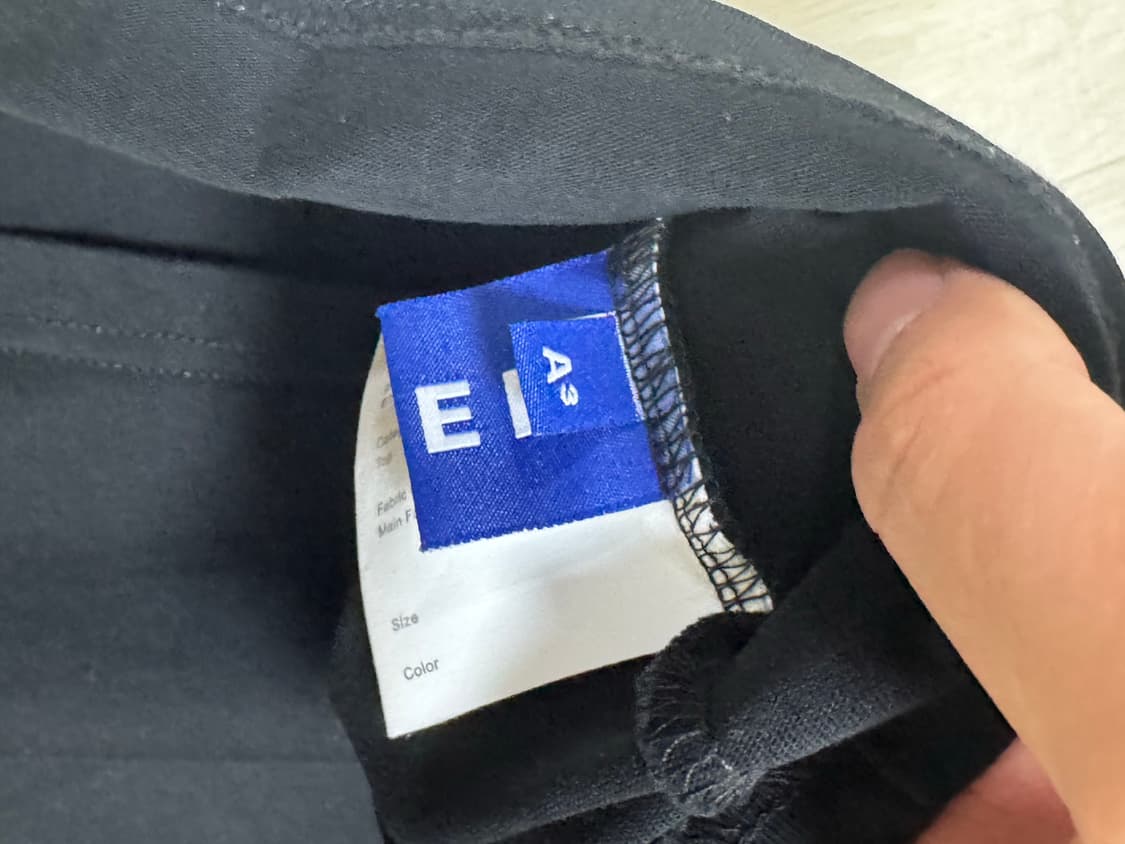 E I
A³
Fabric
Main F
Size
Color